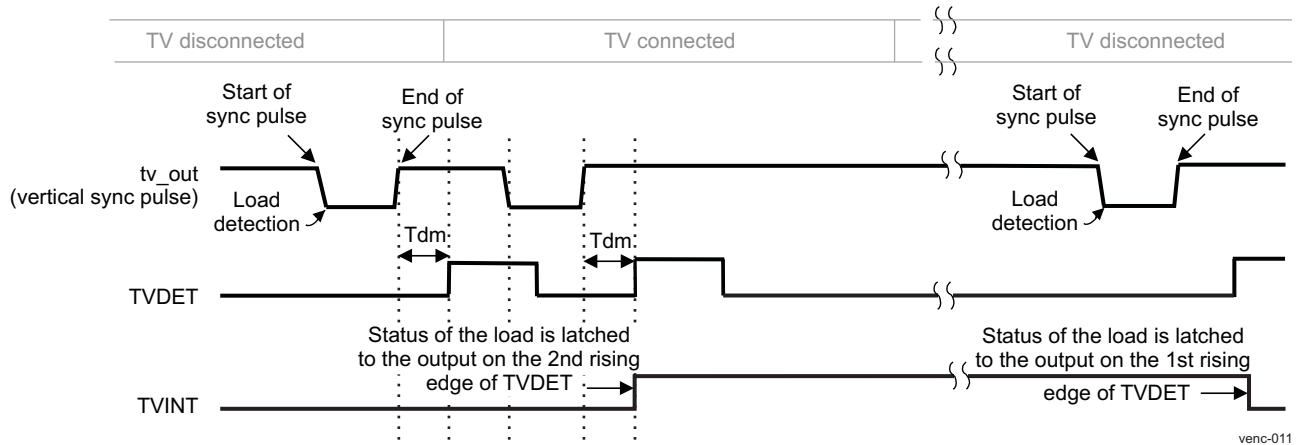 TV disconnected
TV connected
TV disconnected
Start of
sync pulse
End of
sync pulse
Start of
sync pulse
End of
sync pulse
tv_out
(vertical sync pulse)
Load
detection
Load
detection
Tdm
Tdm
TVDET
Status of the load is latched
to the output on the 2nd rising
edge of TVDET
Status of the load is latched
to the output on the 1st rising
edge of TVDET
TVINT
venc-011